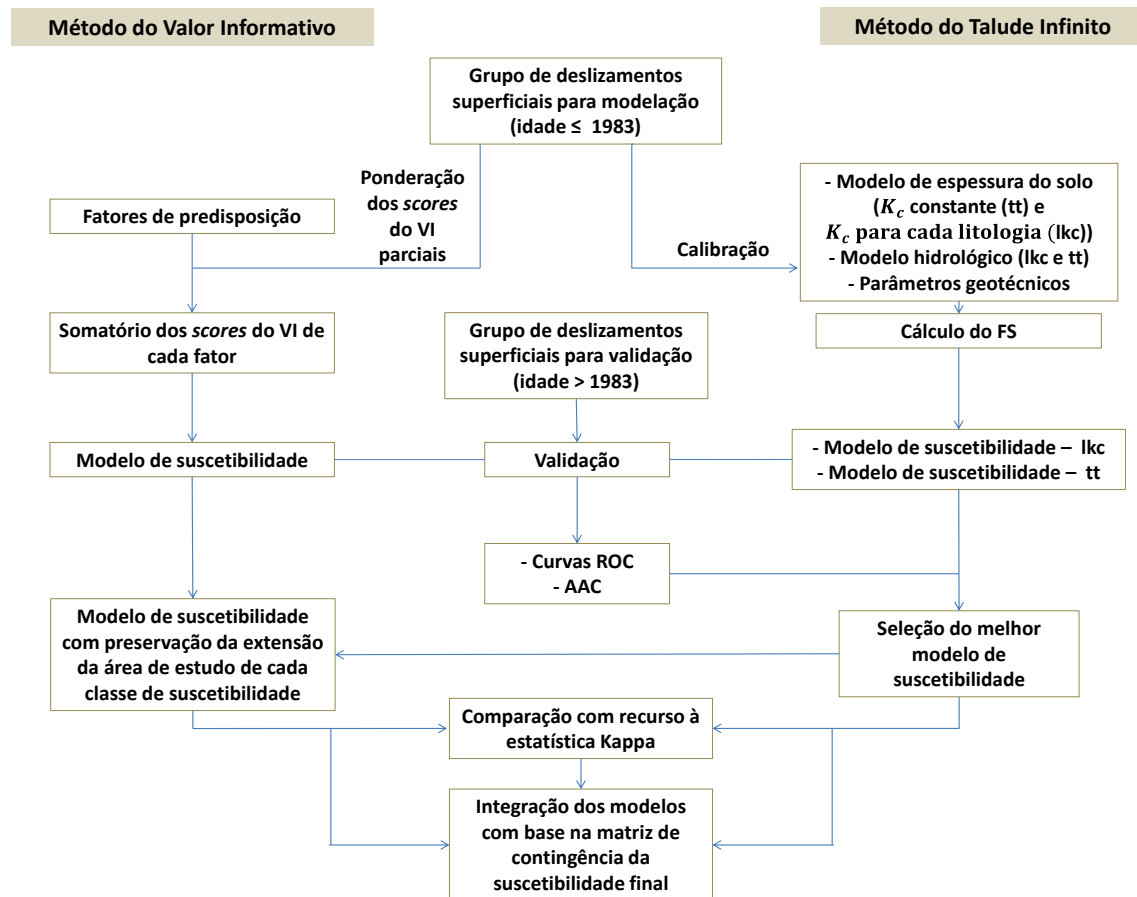 Método do Valor Informativo
Método do Talude Infinito
Grupo de deslizamentos
superficiais para modelação
(idade ≤ 1983)
Ponderação
dos scores
do VI
parciais
Fatores de predisposição
Calibração
- Modelo de espessura do solo
(K_c constante (tt) e
K_c para cada litologia (lkc))
- Modelo hidrológico (lkc e tt)
- Parâmetros geotécnicos
Somatório dos scores do VI de
cada fator
Grupo de deslizamentos
superficiais para validação
(idade > 1983)
Cálculo do FS
Modelo de suscetibilidade
Validação
- Modelo de suscetibilidade – lkc
- Modelo de suscetibilidade – tt
- Curvas ROC
- AAC
Modelo de suscetibilidade
com preservação da extensão
da área de estudo de cada
classe de suscetibilidade
Seleção do melhor
modelo de
suscetibilidade
Comparação com recurso à
estatística Kappa
Integração dos modelos
com base na matriz de
contingência da
suscetibilidade final